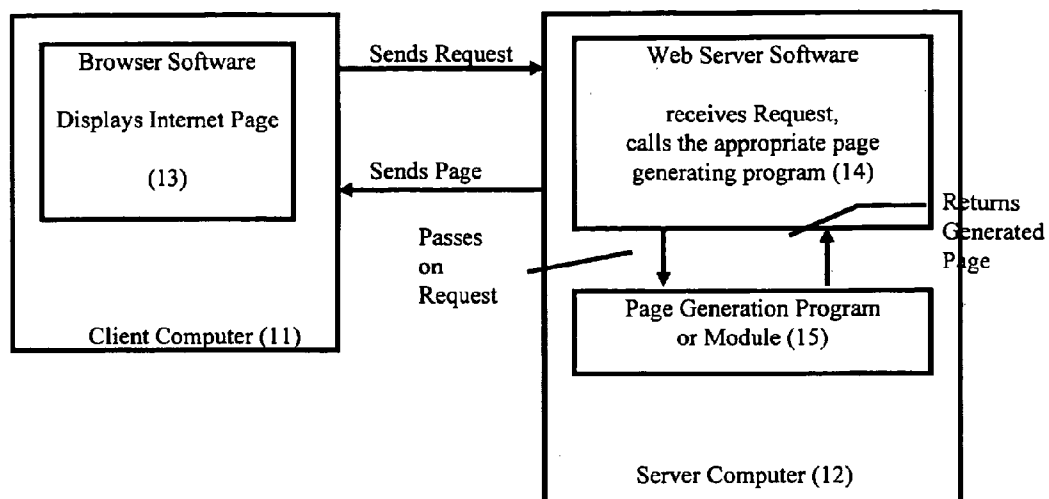 Browser Software
Displays Internet Page
(13)
Client Computer (11)
Sends Request
Sends Page
Passes
on
Request
Web Server Software
receives Request,
calls the appropriate page
generating program (14)
Returns
Generated
Page
Page Generation Program
or Module (15)
Server Computer (12)